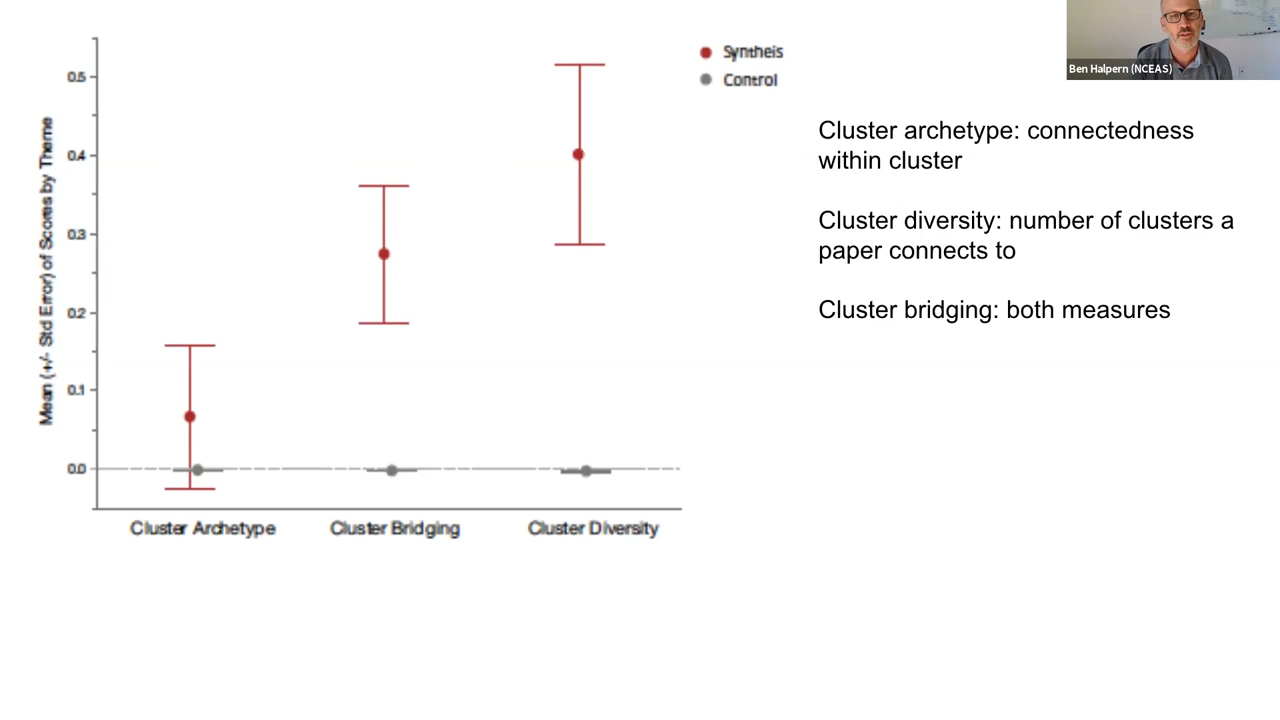 Ben Halpern (NCEAS)
Syntheis
Control
Mean (+/- Std Error) of Scores by Theme
0.5
0.4
0.3
0.2
0.1
0.0
Cluster Archetype
Cluster Bridging
Cluster Diversity
Cluster archetype: connectedness
within cluster
Cluster diversity: number of clusters a
paper connects to
Cluster bridging: both measures